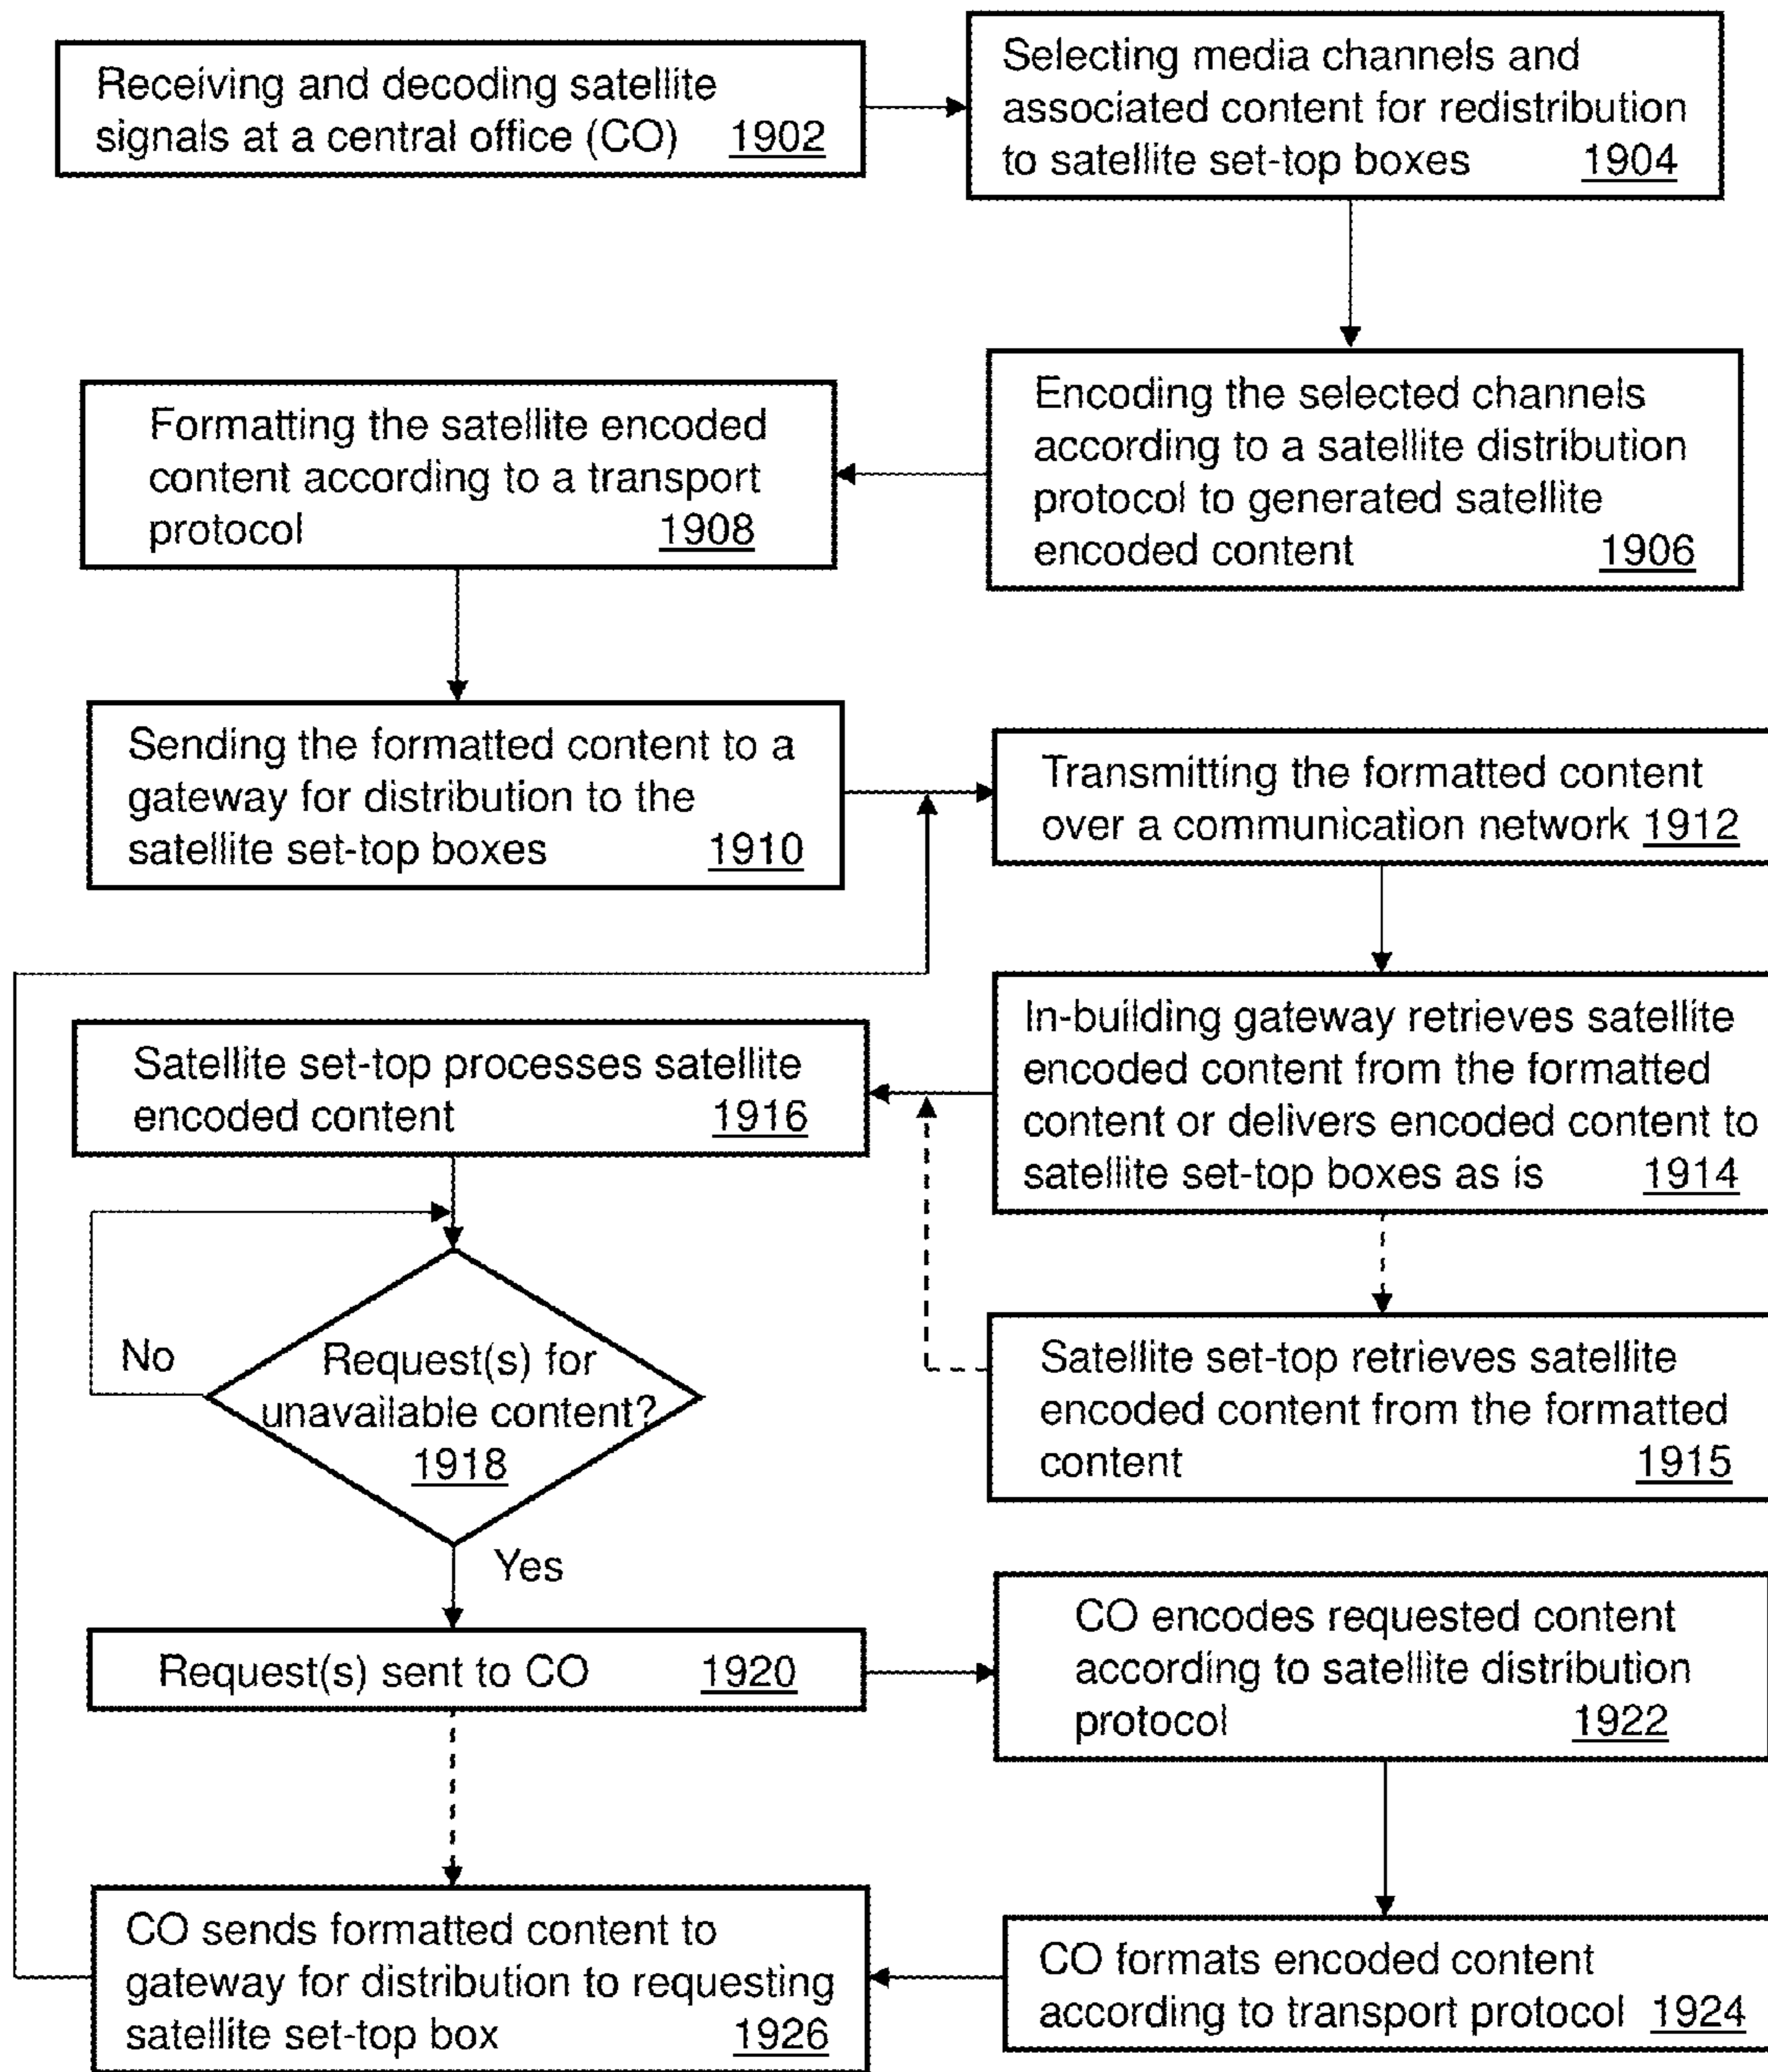 Receiving and decoding satellite
signals at a central office (CO) 1902
Selecting media channels and
associated content for redistribution
to satellite set-top boxes 1904
Encoding the selected channels
according to a satellite distribution
protocol to generated satellite
encoded content 1906
Formatting the satellite encoded
content according to a transport
protocol 1908
Sending the formatted content to a
gateway for distribution to the
satellite set-top boxes 1910
Transmitting the formatted content
over a communication network 1912
In-building gateway retrieves satellite
encoded content from the formatted
content or delivers encoded content to
satellite set-top boxes as is 1914
Satellite set-top retrieves satellite
encoded content from the formatted
content 1915
Satellite set-top processes satellite
encoded content 1916
Request(s) for
unavailable content?
1918
No
Yes
Request(s) sent to CO 1920
CO encodes requested content
according to satellite distribution
protocol 1922
CO formats encoded content
according to transport protocol 1924
CO sends formatted content to
gateway for distribution to requesting
satellite set-top box 1926